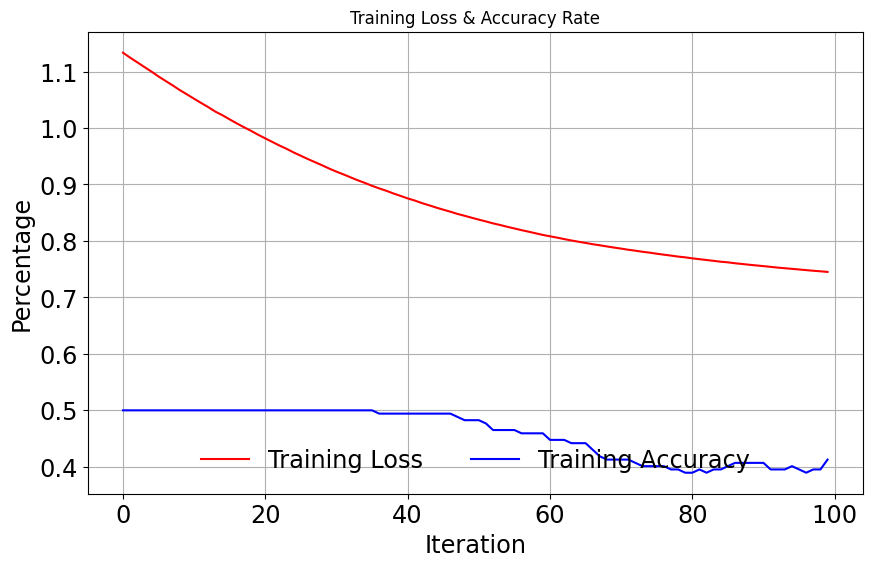 Training Loss & Accuracy Rate
Percentage
1.1
1.0
0.9
0.8
0.7
0.6
0.5
0.4
Training Loss
Training Accuracy
0 20 40 60 80 100
Iteration